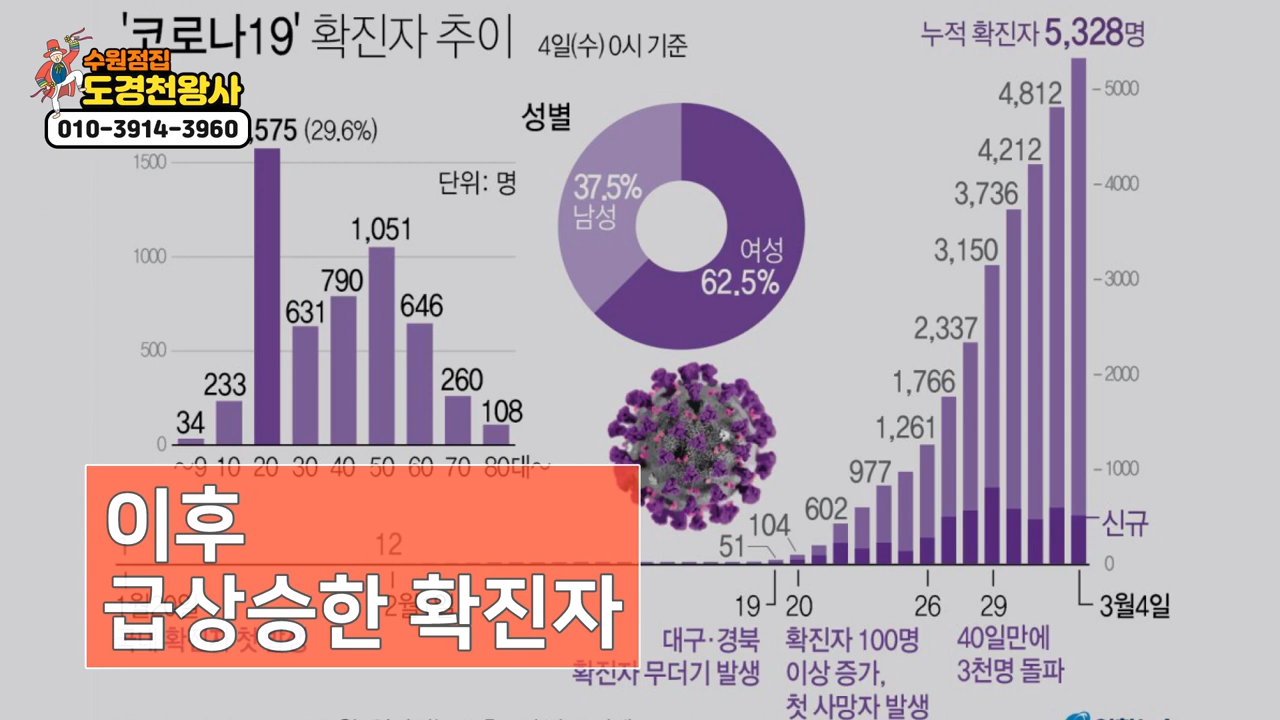 '코로나19' 확진자 추이 4일(수) 0시 기준
누적 확진자 5,328명
수원점집
도경천왕사
010-3914-3960
,575 (29.6%)
단위: 명
1500
1000
500
0
34
233
631
790
1,051
646
260
108
~9 10 20 30 40 50 60 70 80대~
성별
37.5%
남성
여성
62.5%
5000
4000
3000
2000
1000
0
4,812
4,212
3,736
3,150
2,337
1,766
1,261
977
602
104
51
12
신규
19 20 26 29 3월4일
대구·경북
확진자 무더기 발생
확진자 100명
이상 증가,
첫 사망자 발생
40일만에
3천명 돌파
이후
급상승한 확진자